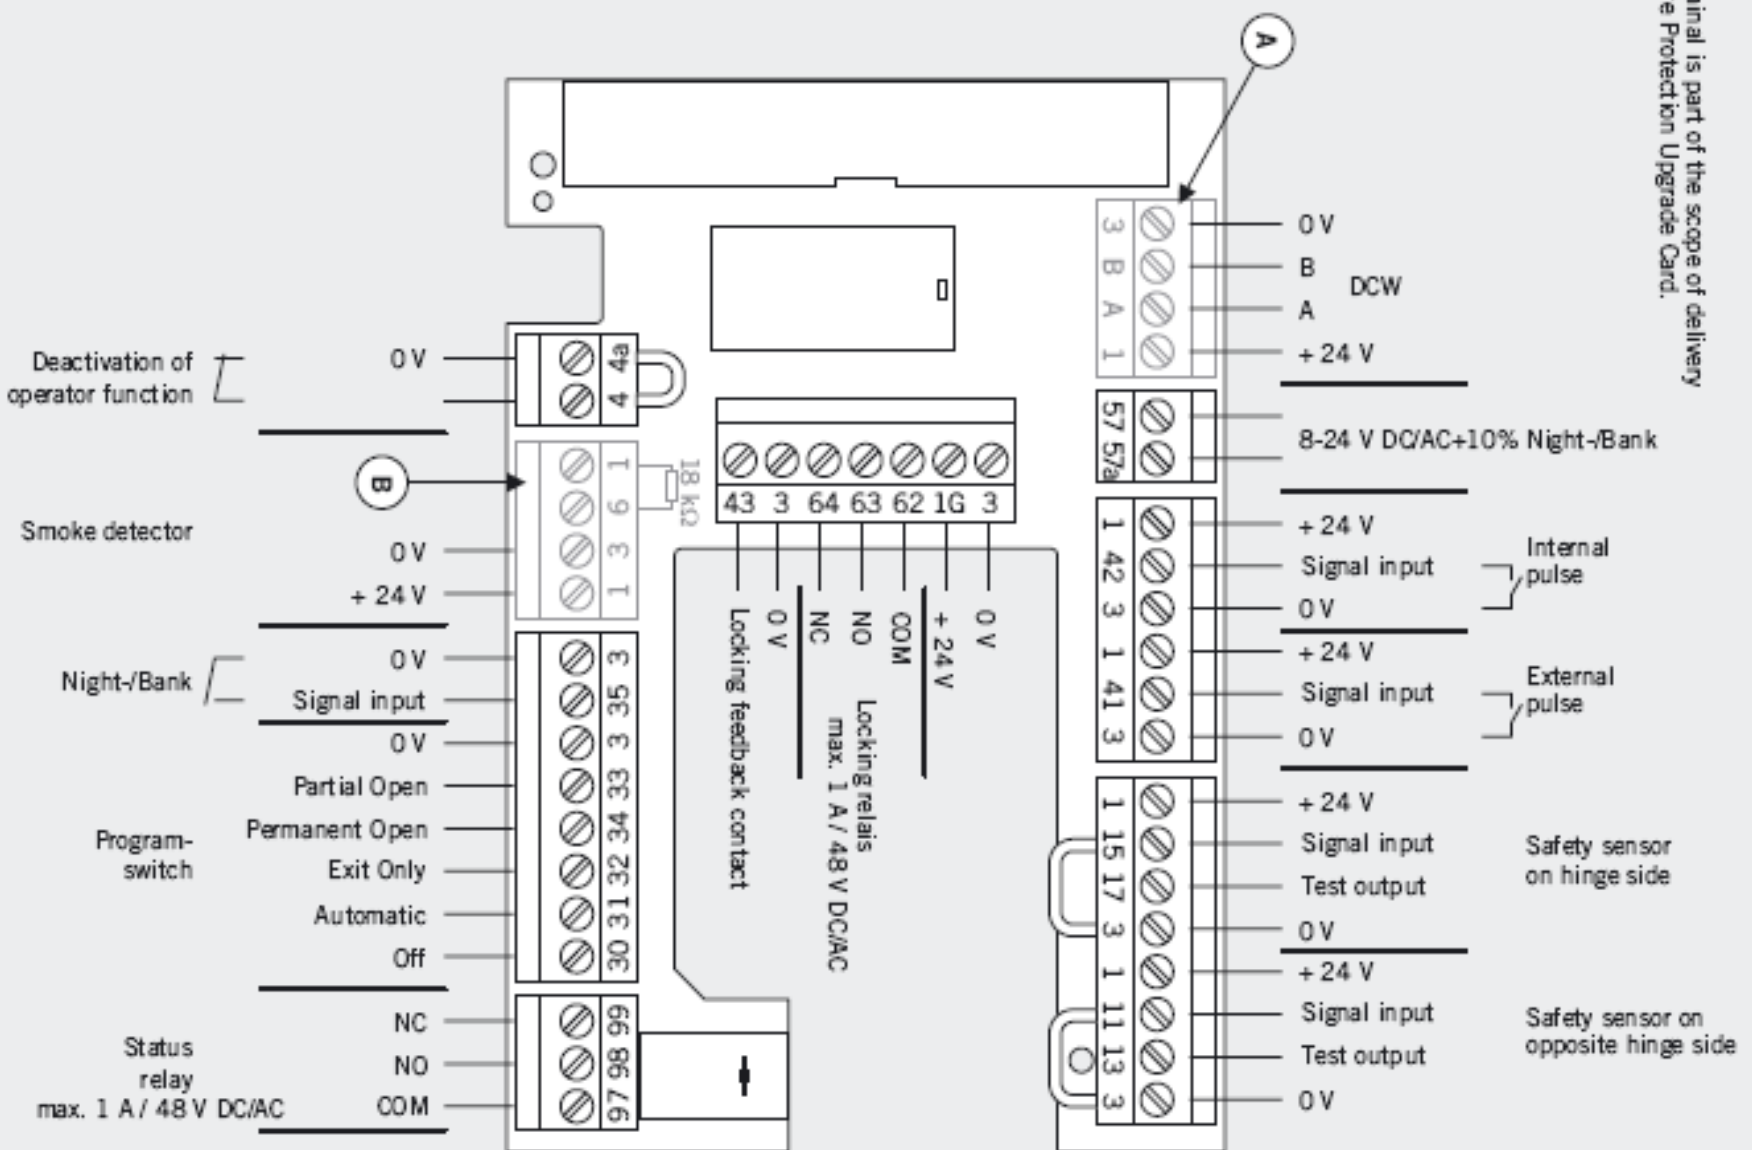 A
inal is part of the scope of delivery
e Protection Upgrade Card.
Deactivation of
operator function
0 V
4a
4
B
Smoke detector
0 V
+ 24 V
1
6
3
1
18 kΩ
Night-/Bank
0 V
Signal input
3
35
Program-
switch
0 V
Partial Open
Permanent Open
Exit Only
Automatic
Off
3
33
34
32
31
30
Status
relay
max. 1 A / 48 V DC/AC
NC
NO
COM
99
98
97
43 3 64 63 62 1G 3
Locking feedback contact
0 V
NC
NO
COM
+ 24 V
0 V
Locking relais
max. 1 A / 48 V DC/AC
3
B
A
1
0 V
B
A
+ 24 V
DCW
57
57a
8-24 V DC/AC+10% Night-/Bank
1
42
3
+ 24 V
Signal input
0 V
Internal
pulse
1
41
3
+ 24 V
Signal input
0 V
External
pulse
1
15
17
3
+ 24 V
Signal input
Test output
0 V
Safety sensor
on hinge side
1
11
13
3
+ 24 V
Signal input
Test output
0 V
Safety sensor on
opposite hinge side